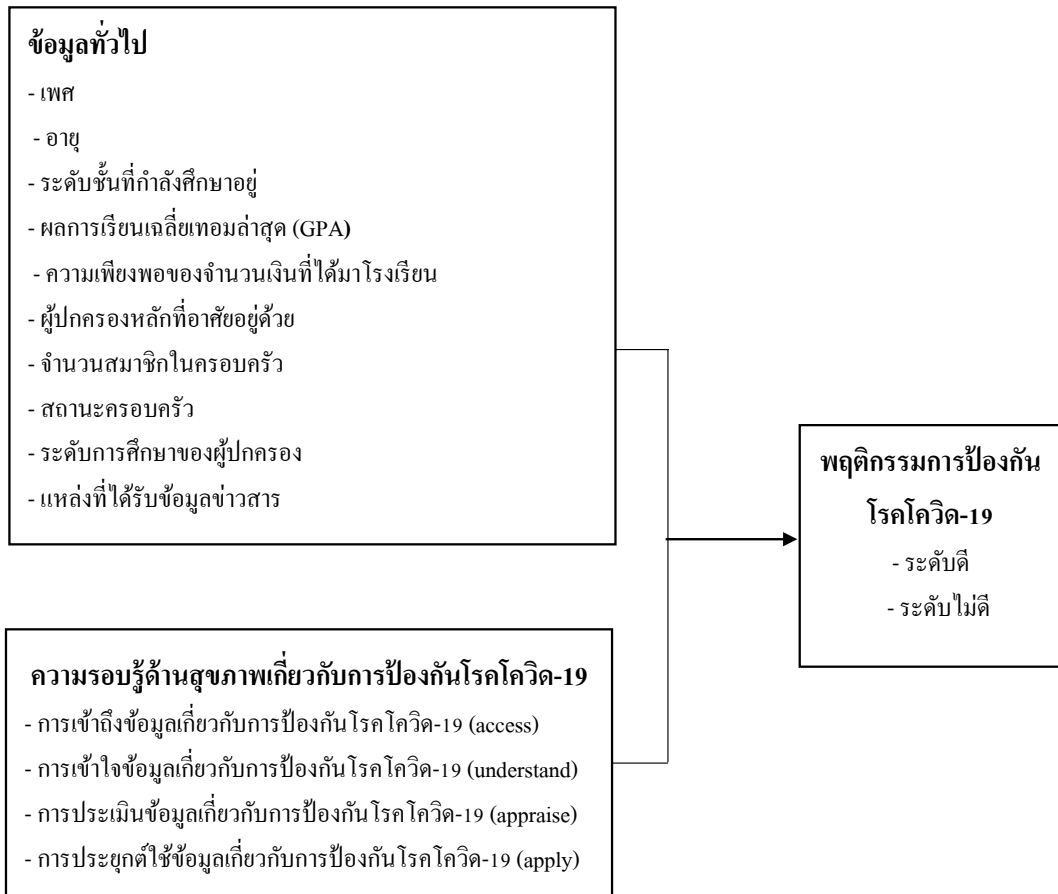 ข้อมูลทั่วไป
- เพศ
- อายุ
- ระดับชั้นที่กำลังศึกษาอยู่
- ผลการเรียนเฉลี่ยเทอมล่าสุด (GPA)
- ความเพียงพอของจำนวนเงินที่ได้มาโรงเรียน
- ผู้ปกครองหลักที่อาศัยอยู่ด้วย
- จำนวนสมาชิกในครอบครัว
- สถานะครอบครัว
- ระดับการศึกษาของผู้ปกครอง
- แหล่งที่ได้รับข้อมูลข่าวสาร
พฤติกรรมการป้องกัน
โรคโควิด-19
- ระดับดี
- ระดับไม่ดี
ความรอบรู้ด้านสุขภาพเกี่ยวกับการป้องกันโรคโควิด-19
- การเข้าถึงข้อมูลเกี่ยวกับการป้องกันโรคโควิด-19 (access)
- การเข้าใจข้อมูลเกี่ยวกับการป้องกันโรคโควิด-19 (understand)
- การประเมินข้อมูลเกี่ยวกับการป้องกันโรคโควิด-19 (appraise)
- การประยุกต์ใช้ข้อมูลเกี่ยวกับการป้องกันโรคโควิด-19 (apply)